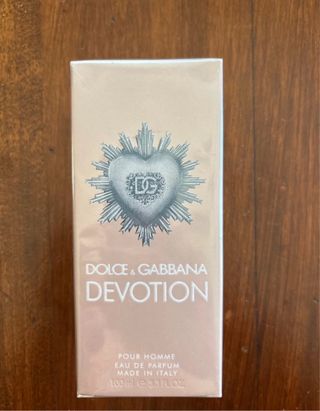 DG
DOLCE & GABBANA
DEVOTION
POUR HOMME
EAU DE PARFUM
MADE IN ITALY
100 ml 3.3 FL.OZ.